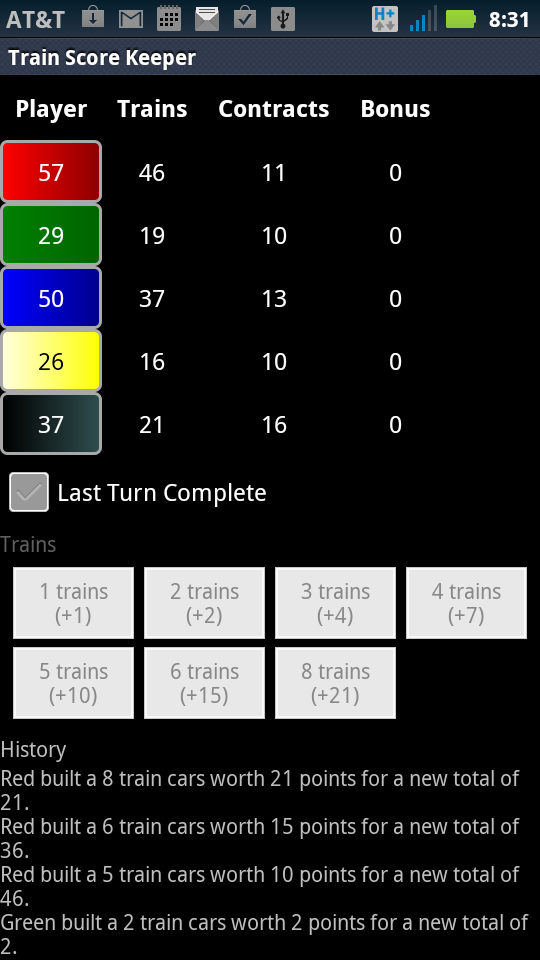 AT&T 8:31
Train Score Keeper
Player Trains Contracts Bonus
57 46 11 0
29 19 10 0
50 37 13 0
26 16 10 0
37 21 16 0
Last Turn Complete
Trains
1 trains 2 trains 3 trains 4 trains
(+1) (+2) (+4) (+7)
5 trains 6 trains 8 trains
(+10) (+15) (+21)
History
Red built a 8 train cars worth 21 points for a new total of
21.
Red built a 6 train cars worth 15 points for a new total of
36.
Red built a 5 train cars worth 10 points for a new total of
46.
Green built a 2 train cars worth 2 points for a new total of
2.